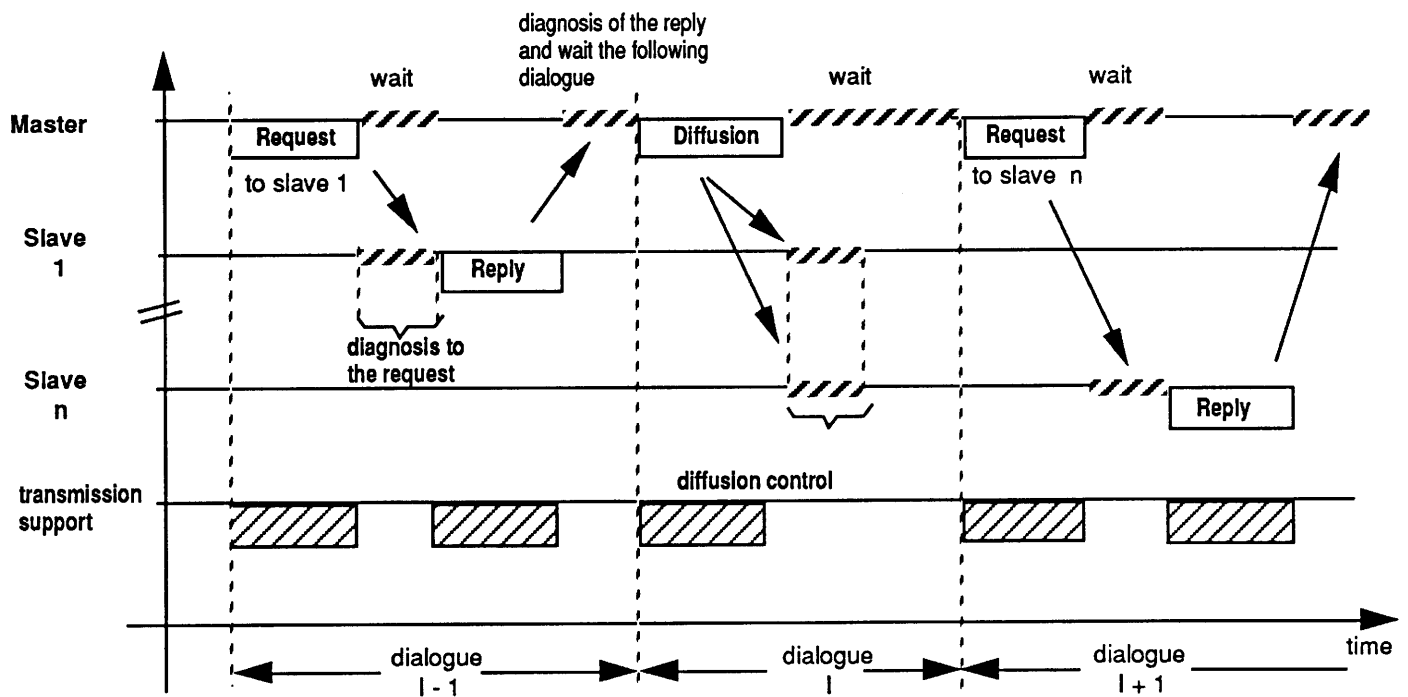 diagnosis of the reply
and wait the following
dialogue
wait
wait
wait
Master
Request
to slave 1
Diffusion
Request
to slave n
Slave
1
Reply
diagnosis to
the request
Slave
n
Reply
transmission
support
diffusion control
time
dialogue
I - 1
dialogue
I
dialogue
I + 1